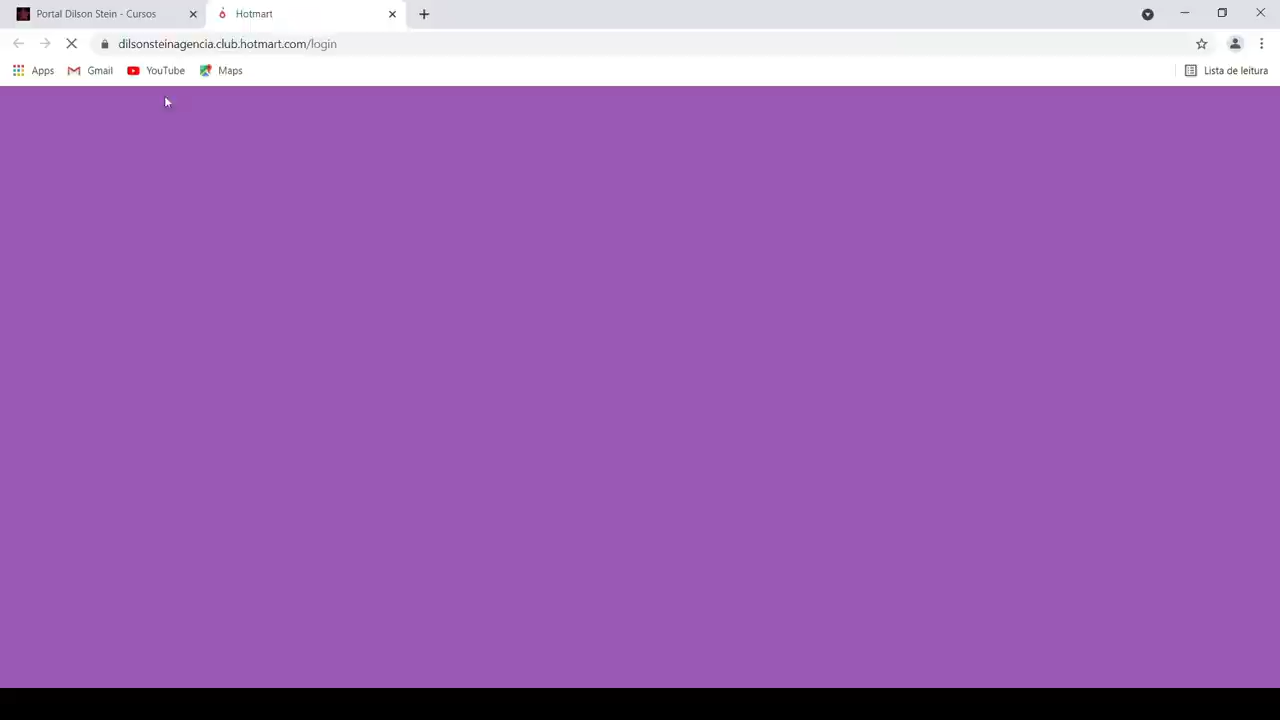 Portal Dilson Stein - Cursos
Hotmart
dilsonsteinagencia.club.hotmart.com/login
Apps
Gmail
YouTube
Maps
Lista de leitura